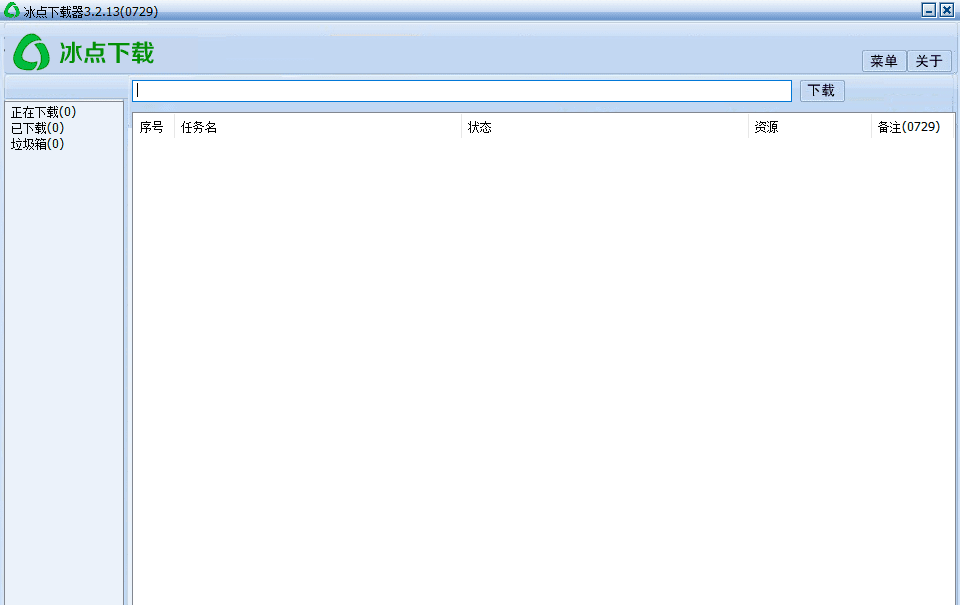 冰点下载器3.2.13(0729)
冰点下载
菜单 关于
下载
正在下载(0)
已下载(0)
垃圾箱(0)
序号 任务名 状态 资源 备注(0729)